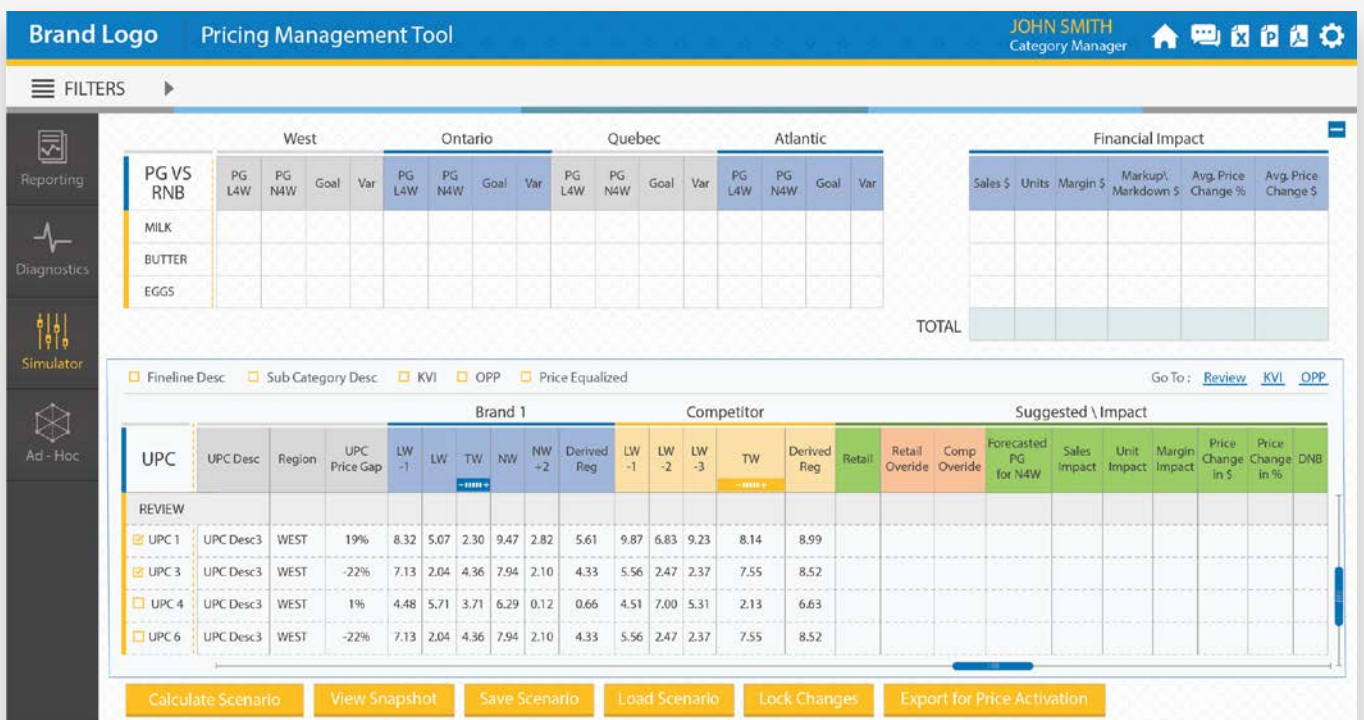 Brand Logo Pricing Management Tool JOHN SMITH
Category Manager
X P
FILTERS
Reporting
Diagnostics
Simulator
Ad - Hoc
West Ontario Quebec Atlantic Financial Impact
PG VS RNB PG L4W PG N4W Goal Var PG L4W PG N4W Goal Var PG L4W PG N4W Goal Var PG L4W PG N4W Goal Var Sales $ Units Margin $ Markup\ Markdown $ Avg. Price Change % Avg. Price Change $
MILK
BUTTER
EGGS
TOTAL
Fineline Desc Sub Category Desc KVI OPP Price Equalized Go To : Review KVI OPP
Brand 1 Competitor Suggested \ Impact
UPC UPC Desc Region UPC Price Gap LW -1 LW TW NW NW +2 Derived Reg LW -1 LW -2 LW -3 TW Derived Reg Retail Retail Overide Comp Overide Forecasted PG for N4W Sales Impact Unit Impact Margin Impact Price Change in $ Price Change in % DNB
REVIEW
UPC 1 UPC Desc3 WEST 19% 8.32 5.07 2.30 9.47 2.82 5.61 9.87 6.83 9.23 8.14 8.99
UPC 3 UPC Desc3 WEST -22% 7.13 2.04 4.36 7.94 2.10 4.33 5.56 2.47 2.37 7.55 8.52
UPC 4 UPC Desc3 WEST 1% 4.48 5.71 3.71 6.29 0.12 0.66 4.51 7.00 5.31 2.13 6.63
UPC 6 UPC Desc3 WEST -22% 7.13 2.04 4.36 7.94 2.10 4.33 5.56 2.47 2.37 7.55 8.52
Calculate Scenario View Snapshot Save Scenario Load Scenario Lock Changes Export for Price Activation